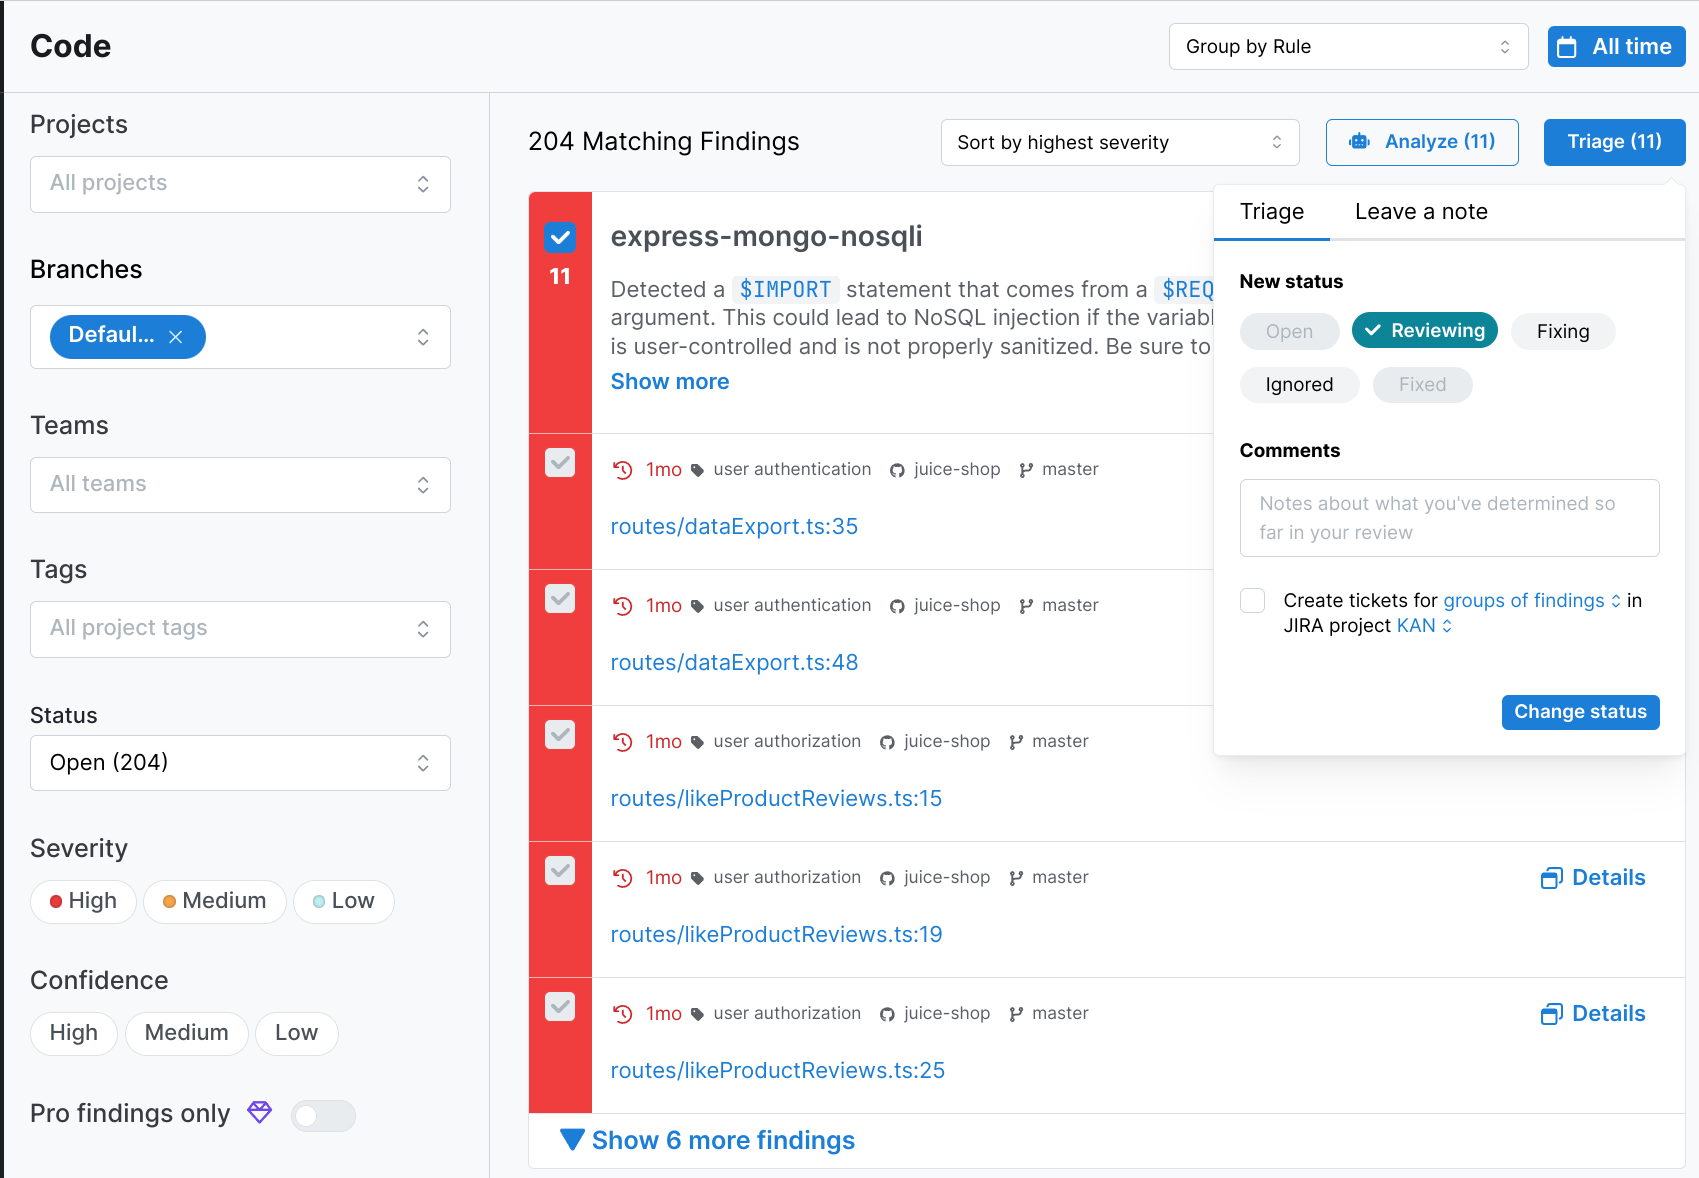 Code
Group by Rule
All time
Projects
All projects
Branches
Defaul...
Teams
All teams
Tags
All project tags
Status
Open (204)
Severity
High
Medium
Low
Confidence
High
Medium
Low
Pro findings only
204 Matching Findings
Sort by highest severity
Analyze (11)
Triage (11)
11
express-mongo-nosqli
Detected a $IMPORT statement that comes from a $REQ
argument. This could lead to NoSQL injection if the variabl
is user-controlled and is not properly sanitized. Be sure to
Show more
1mo user authentication juice-shop master
routes/dataExport.ts:35
1mo user authentication juice-shop master
routes/dataExport.ts:48
1mo user authorization juice-shop master
routes/likeProductReviews.ts:15
1mo user authorization juice-shop master
Details
routes/likeProductReviews.ts:19
1mo user authorization juice-shop master
Details
routes/likeProductReviews.ts:25
Show 6 more findings
Triage
Leave a note
New status
Open
Reviewing
Fixing
Ignored
Fixed
Comments
Notes about what you've determined so
far in your review
Create tickets for groups of findings in
JIRA project KAN
Change status